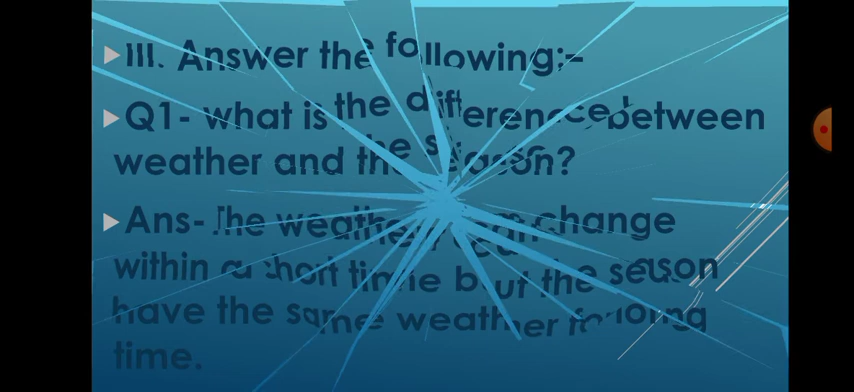 III. Answer the following:-
Q1- what is the difference between
weather and the season?
Ans- The weather can change
within a short time but the season
have the same weather for long
time.